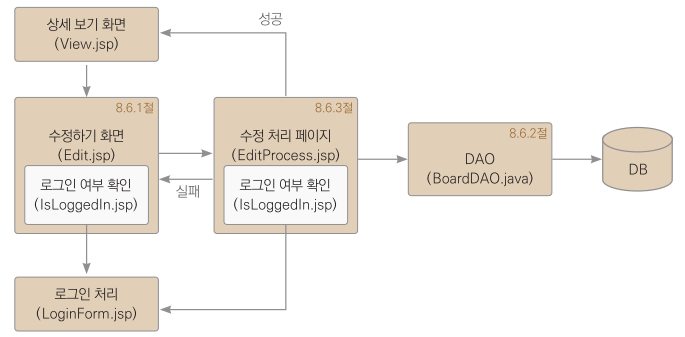 상세 보기 화면
(View.jsp)
성공
8.6.1절
수정하기 화면
(Edit.jsp)
로그인 여부 확인
(IsLoggedIn.jsp)
실패
8.6.3절
수정 처리 페이지
(EditProcess.jsp)
로그인 여부 확인
(IsLoggedIn.jsp)
8.6.2절
DAO
(BoardDAO.java)
DB
로그인 처리
(LoginForm.jsp)